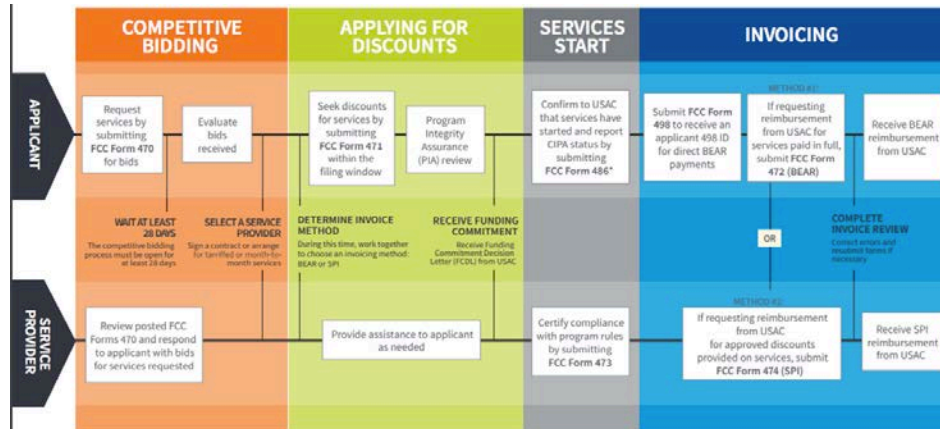 COMPETITIVE
BIDDING
APPLYING FOR
DISCOUNTS
SERVICES
START
INVOICING
APPLICANT
Request
services by
submitting
FCC Form 470
for bids
Evaluate
bids
received
Seek discounts
for services by
submitting
FCC Form 471
within the
filing window
Program
Integrity
Assurance
(PIA) review
Confirm to USAC
that services have
started and report
CIPA status by
submitting
FCC Form 486*
Submit FCC Form
498 to receive an
applicant 498 ID
for direct BEAR
payments
METHOD #1:
If requesting
reimbursement
from USAC for
services paid in full,
submit FCC Form
472 (BEAR)
Receive BEAR
reimbursement
from USAC
WAIT AT LEAST
28 DAYS
The competitive bidding
process must be open for
at least 28 days
SELECT A SERVICE
PROVIDER
Sign a contract or arrange
for tarriffed or month-to-
month services
DETERMINE INVOICE
METHOD
During this time, work together
to choose an invoicing method:
BEAR or SPI
RECEIVE FUNDING
COMMITMENT
Receive Funding
Commitment Decision
Letter (FCDL) from USAC
OR
COMPLETE
INVOICE REVIEW
Correct errors and
resubmit forms if
necessary
SERVICE
PROVIDER
Review posted FCC
Forms 470 and respond
to applicant with bids
for services requested
Provide assistance to applicant
as needed
Certify compliance
with program rules
by submitting
FCC Form 473
METHOD #2:
If requesting reimbursement
from USAC
for approved discounts
provided on services, submit
FCC Form 474 (SPI)
Receive SPI
reimbursement
from USAC